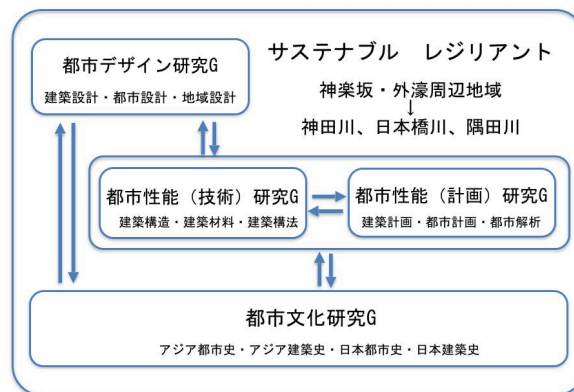 都市デザイン研究G
建築設計・都市設計・地域設計
サステナブル　レジリアント
神楽坂・外濠周辺地域
神田川、日本橋川、隅田川
都市性能（技術）研究G
建築構造・建築材料・建築構法
都市性能（計画）研究G
建築計画・都市計画・都市解析
都市文化研究G
アジア都市史・アジア建築史・日本都市史・日本建築史